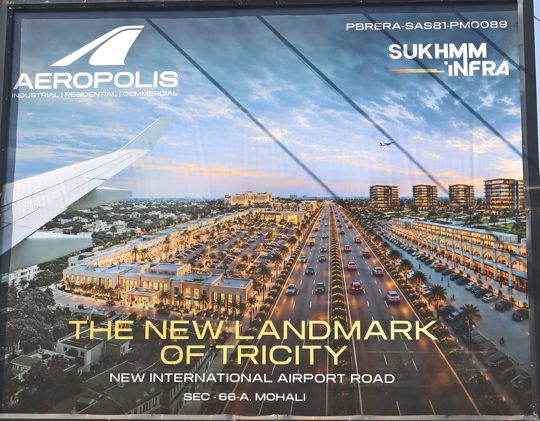 AEROPOLIS
INDUSTRIAL | RESIDENTIAL | COMMERCIAL
PBRERA-SAS81-PM0089
SUKHMM
INFRA
THE NEW LANDMARK
OF TRICITY
NEW INTERNATIONAL AIRPORT ROAD
SEC - 66-A, MOHALI